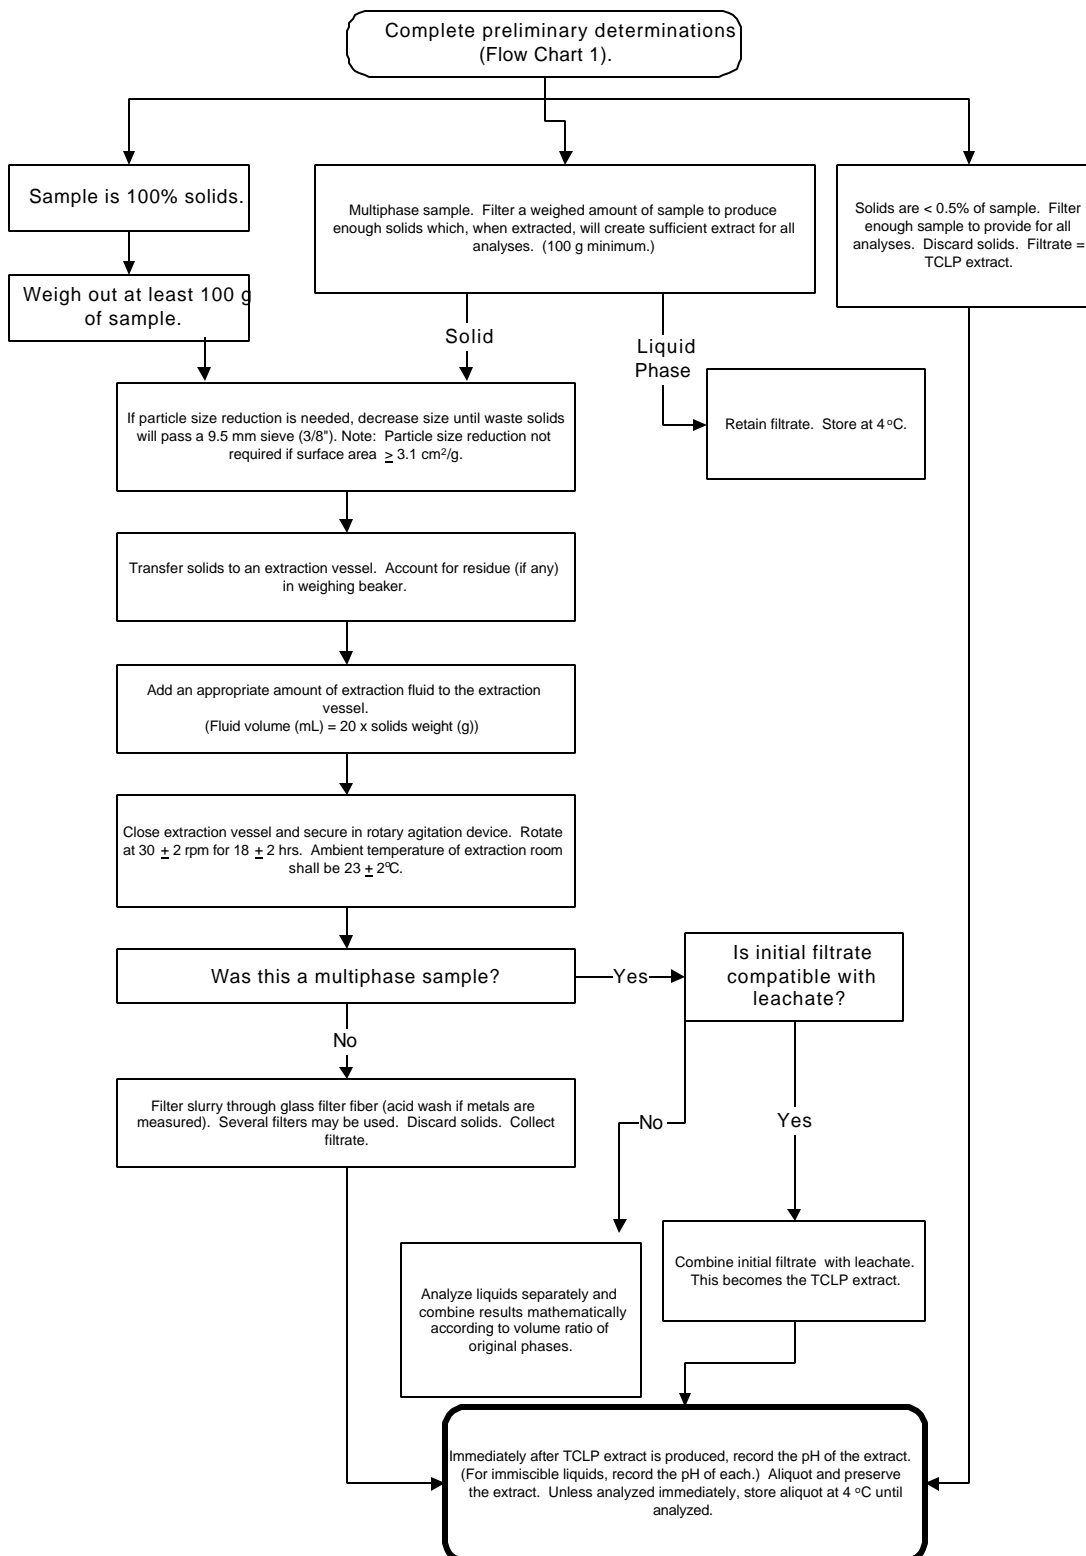 Complete preliminary determinations
(Flow Chart 1).
Sample is 100% solids.
Multiphase sample. Filter a weighed amount of sample to produce
enough solids which, when extracted, will create sufficient extract for all
analyses. (100 g minimum.)
Solids are < 0.5% of sample. Filter
enough sample to provide for all
analyses. Discard solids. Filtrate =
TCLP extract.
Weigh out at least 100 g
of sample.
Solid
Liquid
Phase
If particle size reduction is needed, decrease size until waste solids
will pass a 9.5 mm sieve (3/8"). Note: Particle size reduction not
required if surface area ≥ 3.1 cm²/g.
Retain filtrate. Store at 4 °C.
Transfer solids to an extraction vessel. Account for residue (if any)
in weighing beaker.
Add an appropriate amount of extraction fluid to the extraction
vessel.
(Fluid volume (mL) = 20 x solids weight (g))
Close extraction vessel and secure in rotary agitation device. Rotate
at 30 ± 2 rpm for 18 ± 2 hrs. Ambient temperature of extraction room
shall be 23 ± 2°C.
Was this a multiphase sample?
Yes
Is initial filtrate
compatible with
leachate?
No
Filter slurry through glass filter fiber (acid wash if metals are
measured). Several filters may be used. Discard solids. Collect
filtrate.
No
Yes
Analyze liquids separately and
combine results mathematically
according to volume ratio of
original phases.
Combine initial filtrate with leachate.
This becomes the TCLP extract.
Immediately after TCLP extract is produced, record the pH of the extract.
(For immiscible liquids, record the pH of each.) Aliquot and preserve
the extract. Unless analyzed immediately, store aliquot at 4 °C until
analyzed.